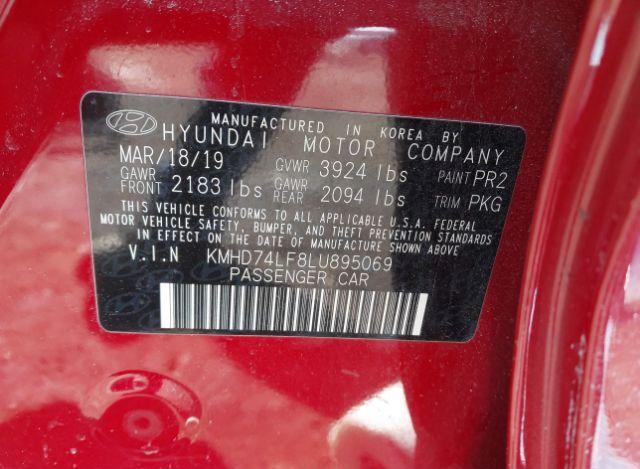 MANUFACTURED IN KOREA BY
HYUNDAI MOTOR COMPANY
MAR/18/19 GVWR 3924 lbs PAINT PR2
GAWR FRONT 2183 lbs GAWR REAR 2094 lbs TRIM PKG
THIS VEHICLE CONFORMS TO ALL APPLICABLE U.S.A. FEDERAL
MOTOR VEHICLE SAFETY, BUMPER, AND THEFT PREVENTION STANDARDS
IN EFFECT ON THE DATE OF MANUFACTURE SHOWN ABOVE
V.I.N KMHD74LF8LU895069
PASSENGER CAR